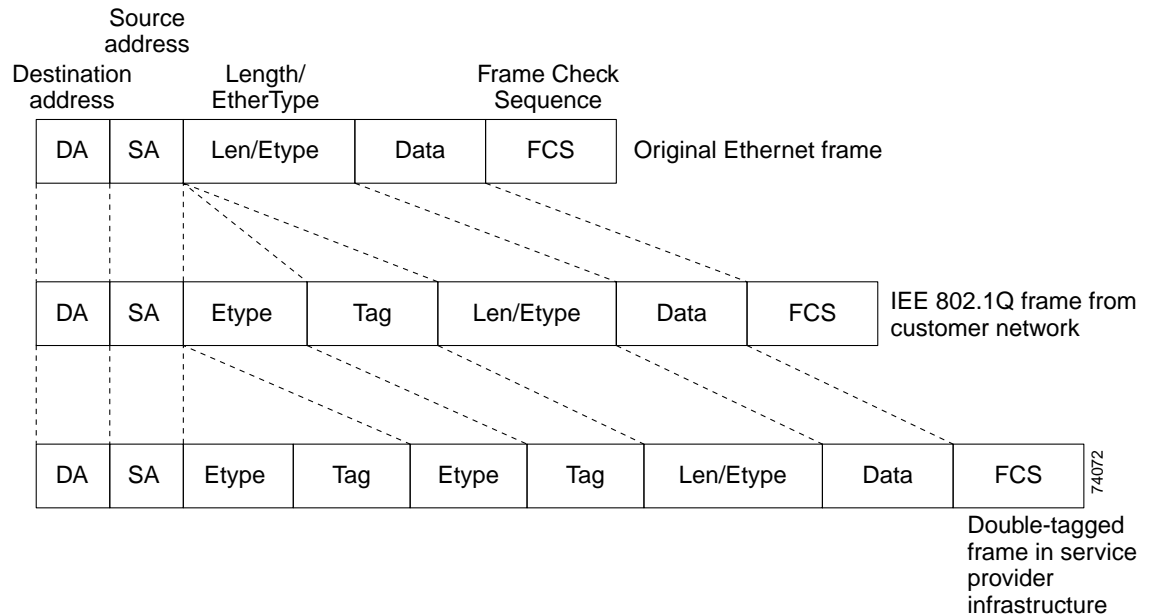 Source
address
Destination
address
Length/
EtherType
Frame Check
Sequence
DA SA Len/Etype Data FCS Original Ethernet frame
DA SA Etype Tag Len/Etype Data FCS
IEE 802.1Q frame from
customer network
DA SA Etype Tag Etype Tag Len/Etype Data FCS
74072
Double-tagged
frame in service
provider
infrastructure